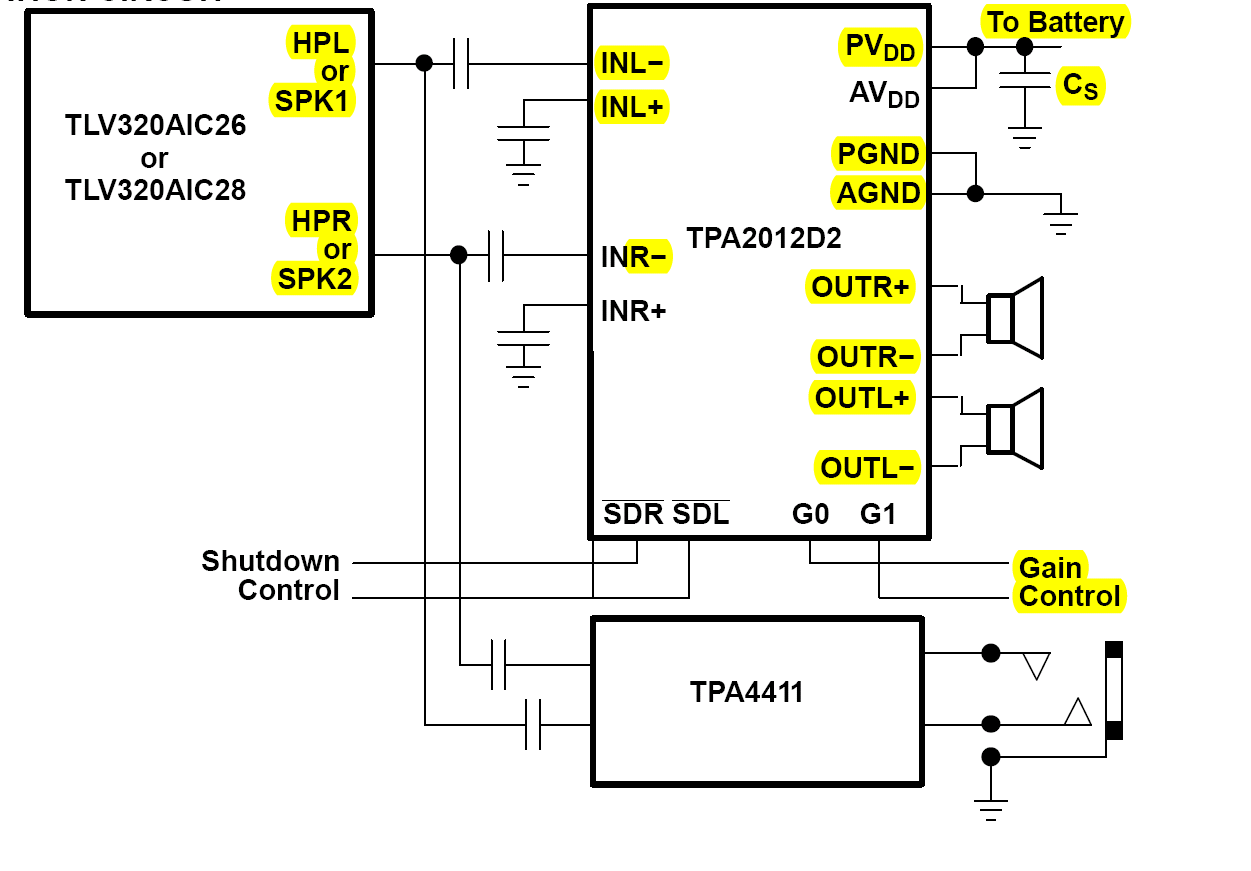 HPL
or
SPK1
TLV320AIC26
or
TLV320AIC28
HPR
or
SPK2
INL−
INL+
INR−
INR+
TPA2012D2
To Battery
PVDD
AVDD
CS
PGND
AGND
OUTR+
OUTR−
OUTL+
OUTL−
SDR SDL G0 G1
Shutdown
Control
Gain
Control
TPA4411